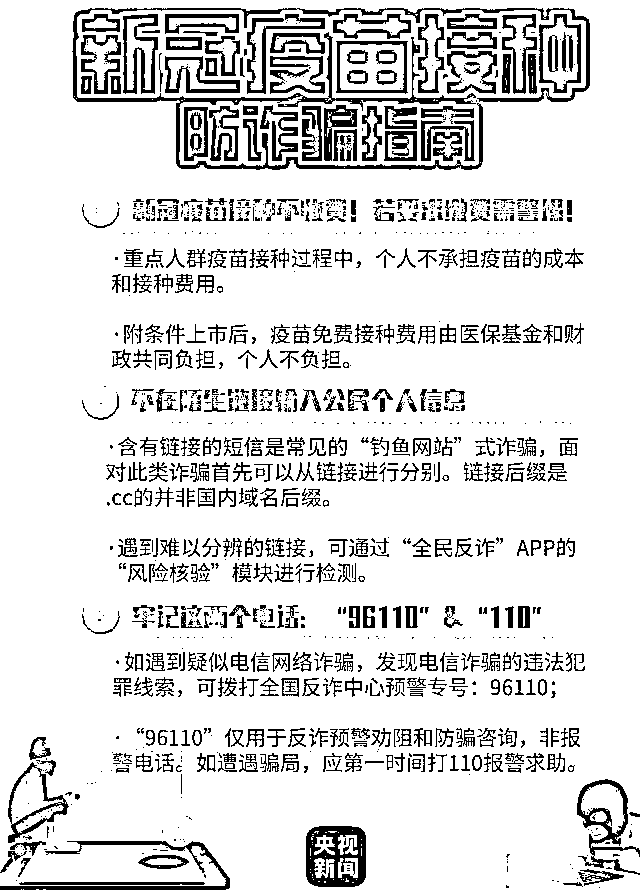 新冠疫苗接种
防诈骗指南
新冠疫苗接种不收费！若要求缴费需警惕！
·重点人群疫苗接种过程中，个人不承担疫苗的成本
和接种费用。
·附条件上市后，疫苗免费接种费用由医保基金和财
政共同负担，个人不负担。
不在陌生链接输入公民个人信息
·含有链接的短信是常见的“钓鱼网站”式诈骗，面
对此类诈骗首先可以从链接进行分别。链接后缀是
.cc的并非国内域名后缀。
·遇到难以分辨的链接，可通过“全民反诈”APP的
“风险核验”模块进行检测。
牢记这两个电话：“96110”&“110”
·如遇到疑似电信网络诈骗，发现电信诈骗的违法犯
罪线索，可拨打全国反诈中心预警专号：96110；
·“96110”仅用于反诈预警劝阻和防骗咨询，非报
警电话。如遭遇骗局，应第一时间打110报警求助。
央视
新闻